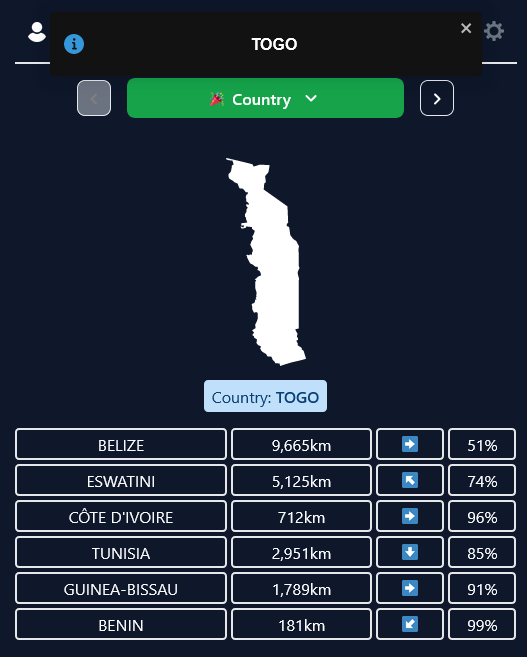 TOGO
Country
Country: TOGO
BELIZE 9,665km 51%
ESWATINI 5,125km 74%
CÔTE D'IVOIRE 712km 96%
TUNISIA 2,951km 85%
GUINEA-BISSAU 1,789km 91%
BENIN 181km 99%